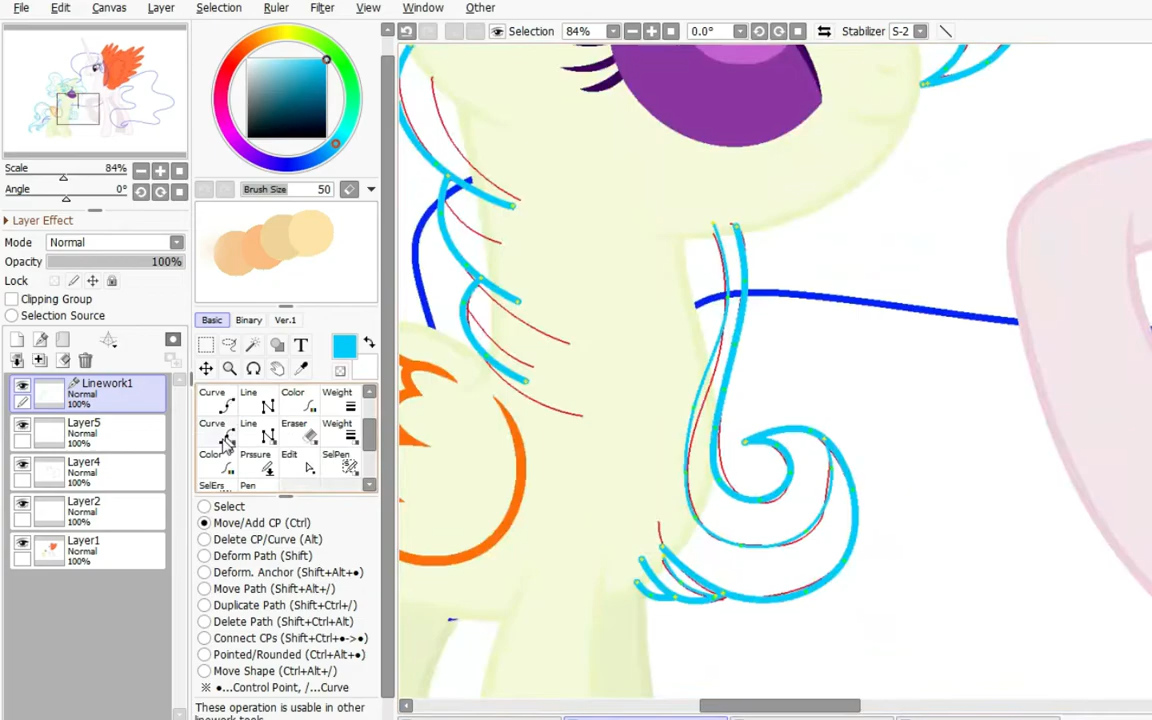 File Edit Canvas Layer Selection Ruler Filter View Window Other
Selection 84% 0.0° Stabilizer S-2
Scale 84%
Angle 0°
Layer Effect
Mode Normal
Opacity 100%
Lock
Clipping Group
Selection Source
Linework1
Normal
100%
Layer5
Normal
100%
Layer4
Normal
100%
Layer2
Normal
100%
Layer1
Normal
100%
Brush Size 50
Basic Binary Ver.1
T
Curve Line Color Weight
Curve Line Eraser Weight
Color Prssure Edit SelPen
SelErs Pen
Select
Move/Add CP (Ctrl)
Delete CP/Curve (Alt)
Deform Path (Shift)
Deform. Anchor (Shift+Alt+●)
Move Path (Shift+Alt+/)
Duplicate Path (Shift+Ctrl+/)
Delete Path (Shift+Ctrl+Alt)
Connect CPs (Shift+Ctrl+●->●)
Pointed/Rounded (Ctrl+Alt+●)
Move Shape (Ctrl+Alt+/)
※ ●...Control Point, /...Curve
These operation is usable in other
linework tools.